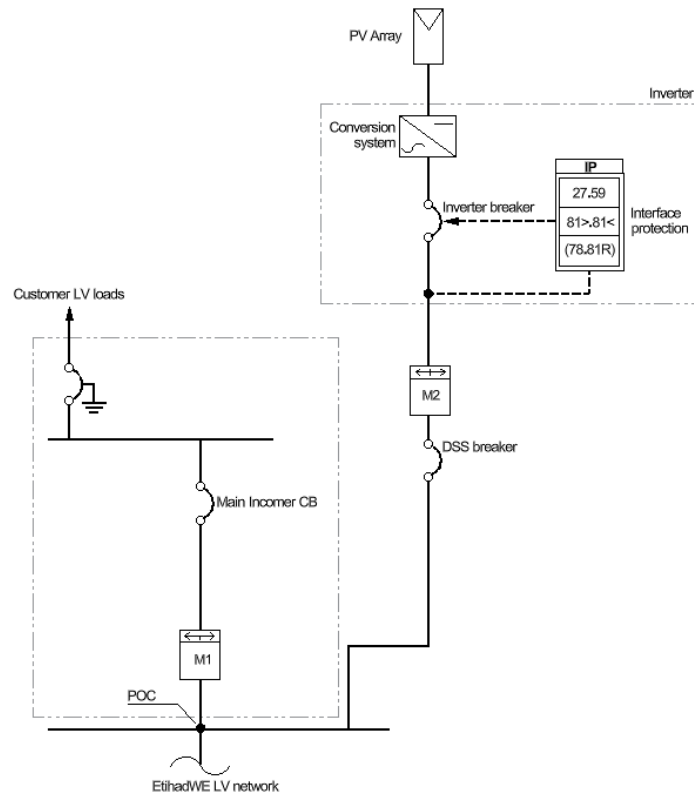 PV Array
Inverter
Conversion
system
IP
27.59
81>.81<
(78.81R)
Interface
protection
Inverter breaker
Customer LV loads
M2
DSS breaker
Main Incomer CB
M1
POC
EtihadWE LV network